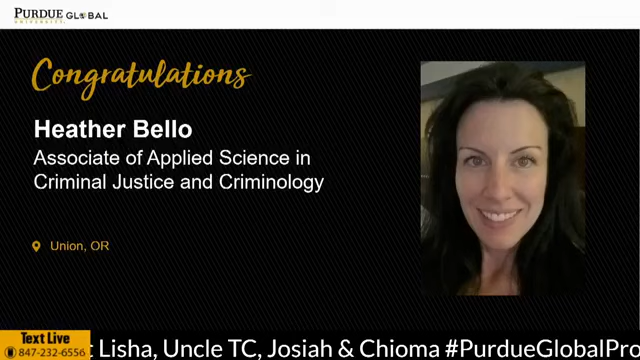 PURDUE GLOBAL
UNIVERSITY
Congratulations
Heather Bello
Associate of Applied Science in
Criminal Justice and Criminology
Union, OR
Text Live
847-232-6556
Lisha, Uncle TC, Josiah & Chioma #PurdueGlobalPro